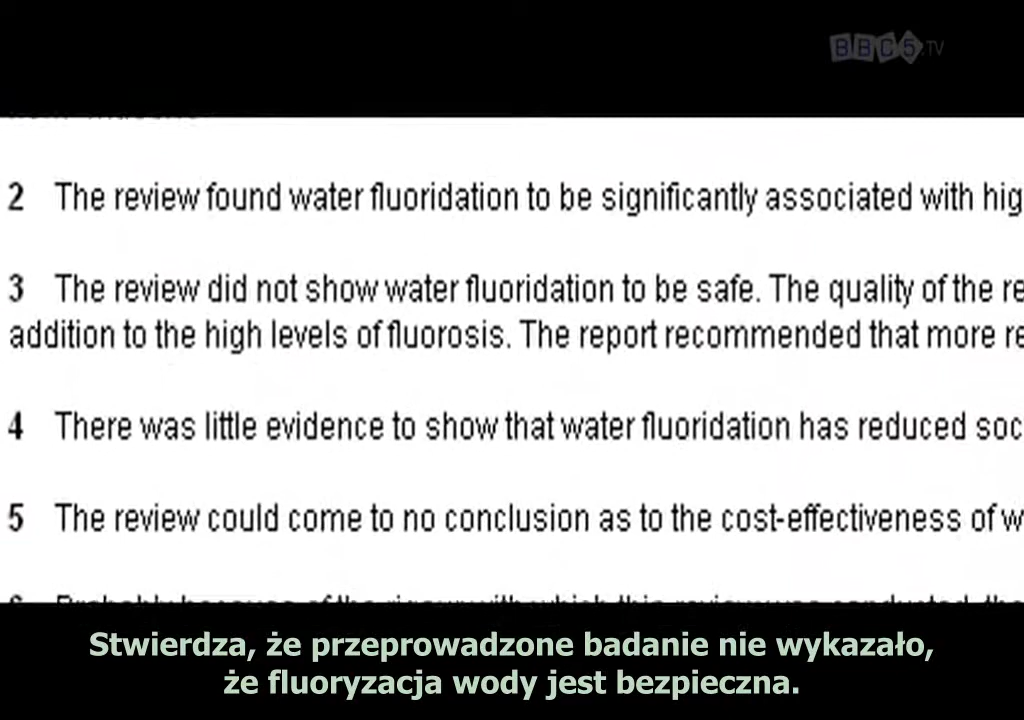 BBC5.TV
2 The review found water fluoridation to be significantly associated with
3 The review did not show water fluoridation to be safe. The quality of the
addition to the high levels of fluorosis. The report recommended that more
4 There was little evidence to show that water fluoridation has reduced
5 The review could come to no conclusion as to the cost-effectiveness of
Stwierdza, że przeprowadzone badanie nie wykazało,
że fluoryzacja wody jest bezpieczna.